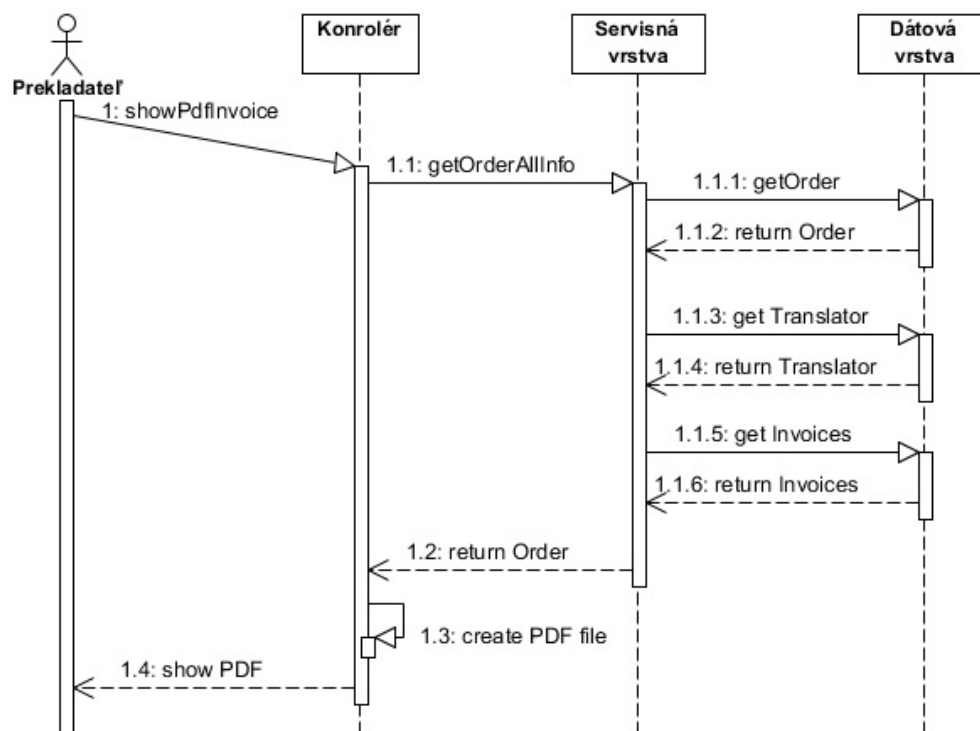 Konrolér
Servisná
vrstva
Dátová
vrstva
Prekladateľ
1: showPdfInvoice
1.1: getOrderAllInfo
1.1.1: getOrder
1.1.2: return Order
1.1.3: get Translator
1.1.4: return Translator
1.1.5: get Invoices
1.1.6: return Invoices
1.2: return Order
1.3: create PDF file
1.4: show PDF